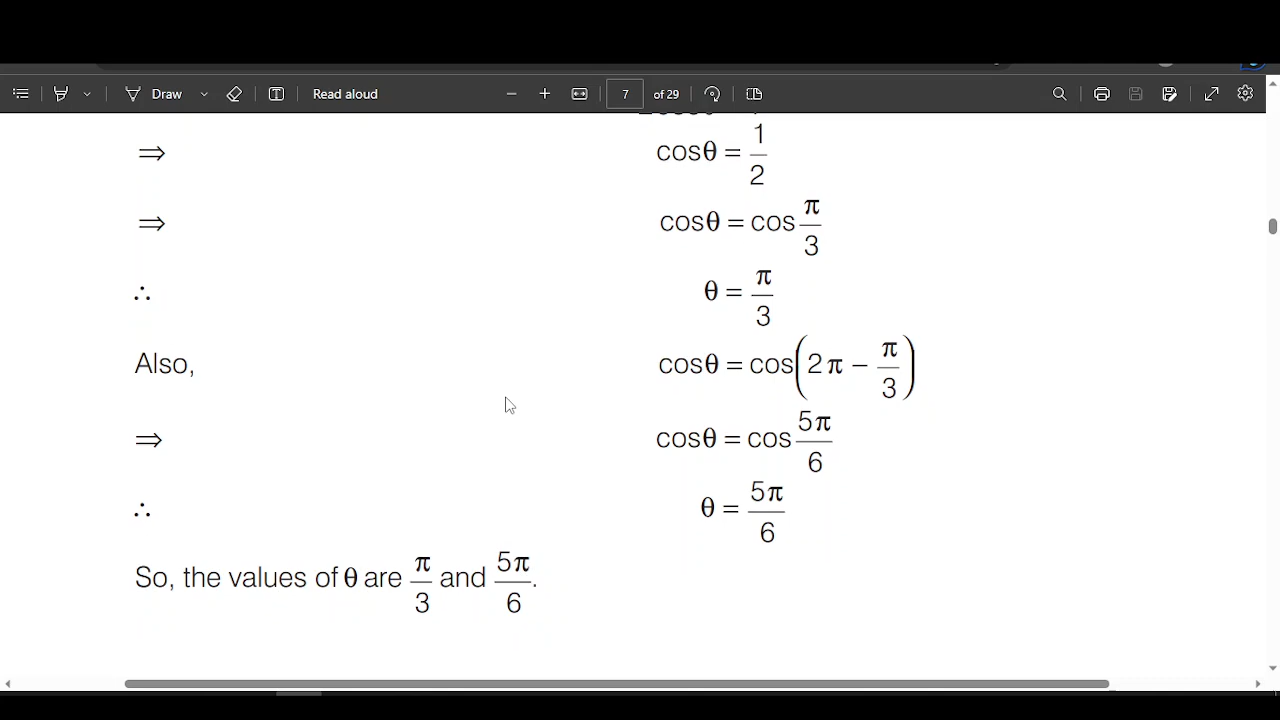 Draw
Read aloud
7 of 29
⇒ cosθ = 1/2
⇒ cosθ = cos π/3
∴ θ = π/3
Also, cosθ = cos(2π − π/3)
⇒ cosθ = cos 5π/6
∴ θ = 5π/6
So, the values of θ are π/3 and 5π/6.